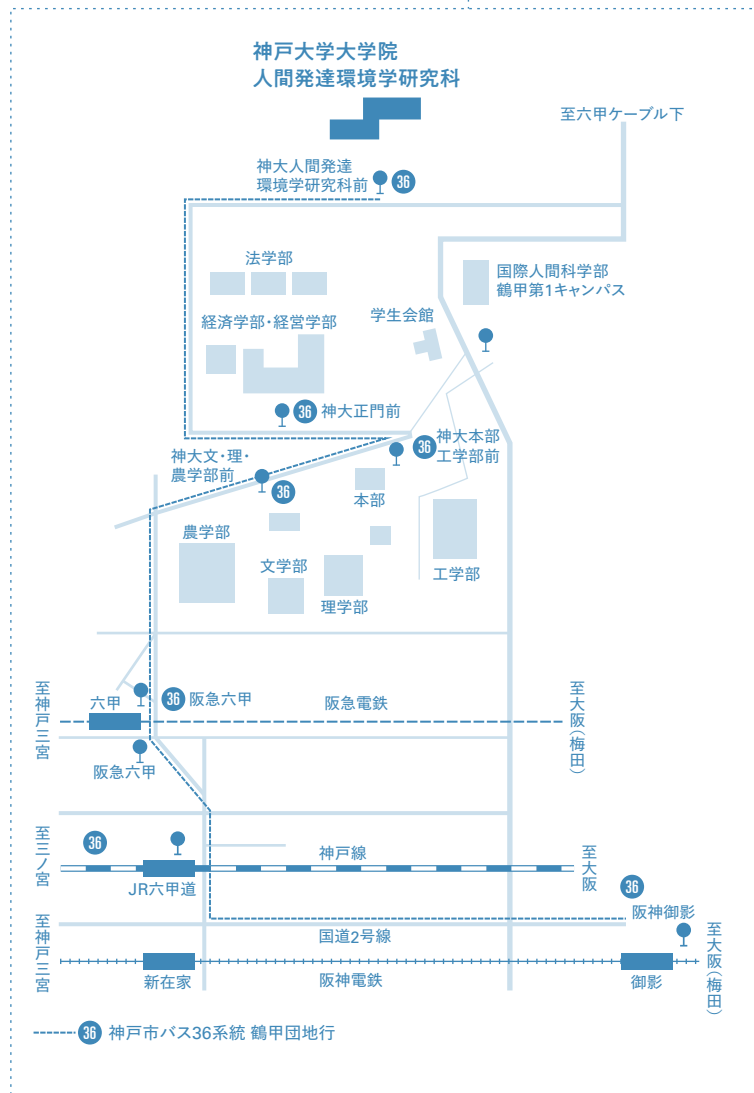 神戸大学大学院
人間発達環境学研究科
至六甲ケーブル下
神大人間発達
環境学研究科前
36
法学部
国際人間科学部
鶴甲第1キャンパス
経済学部・経営学部
学生会館
36 神大正門前
36
神大本部
工学部前
神大文・理・
農学部前
36
本部
農学部
文学部
理学部
工学部
至神戸三宮
六甲
36 阪急六甲
阪急電鉄
至大阪(梅田)
阪急六甲
至三ノ宮
36
JR六甲道
神戸線
至大阪
36
阪神御影
至神戸三宮
国道2号線
新在家
阪神電鉄
御影
至大阪(梅田)
36 神戸市バス36系統 鶴甲団地行